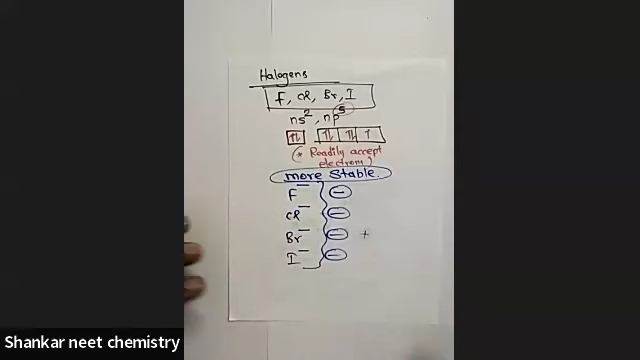 Halogens
F, Cl, Br, I
ns², np⁵
⥮ ⥮ ⥮ ↿
(* Readily accept
electron)
more Stable.
F⁻ −
Cl⁻ −
Br⁻ − +
I⁻ −
Shankar neet chemistry